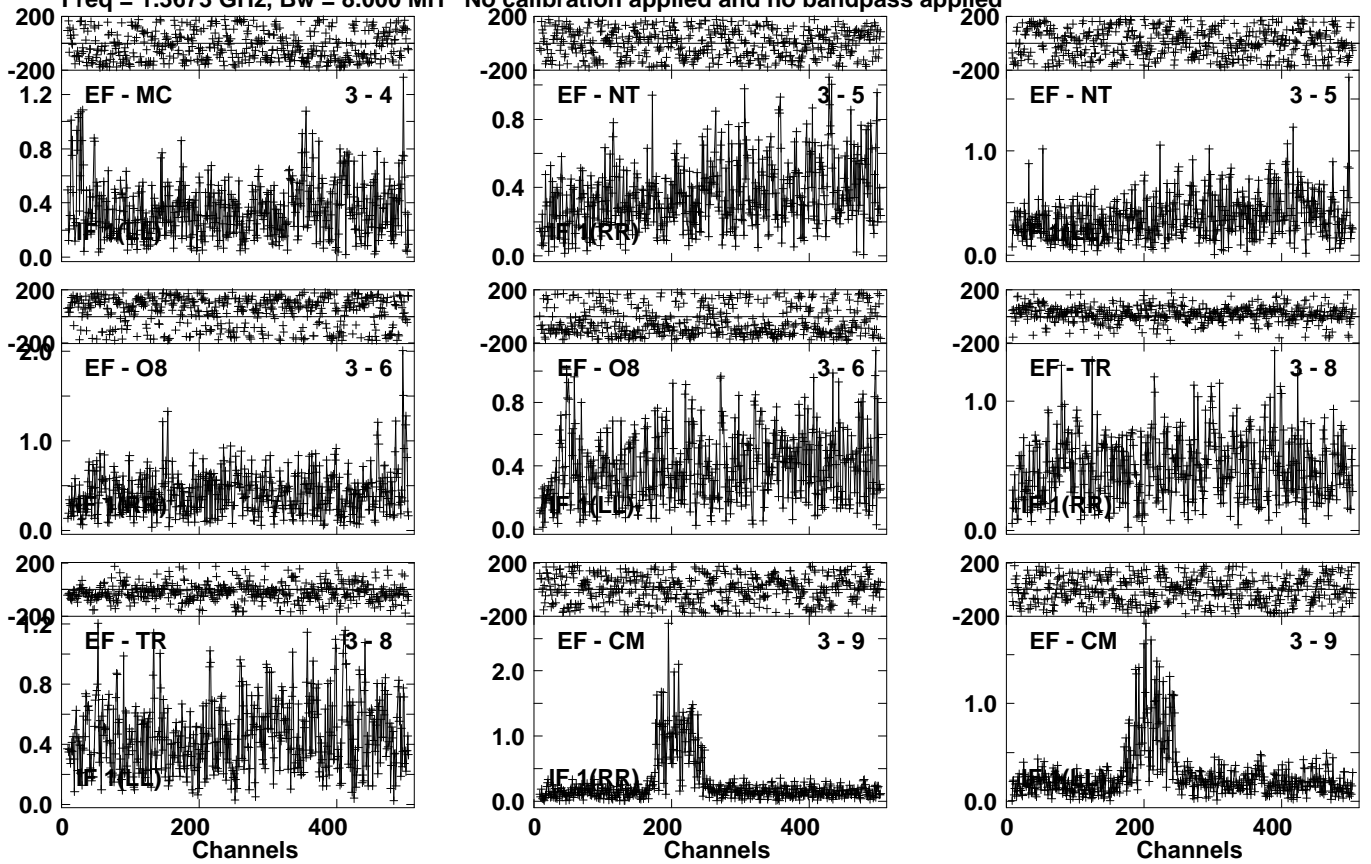 Freq = 1.3673 GHz, Bw = 8.000 MH No calibration applied and no bandpass applied
200
-200
EF - MC 3 - 4
1.2
0.8
0.4
0.0
IF 1(LL)
200
-200
EF - NT 3 - 5
0.8
0.4
0.0
IF 1(RR)
200
-200
EF - NT 3 - 5
1.0
0.0
IF 1(LL)
200
-200
EF - O8 3 - 6
2.0
1.0
0.0
IF 1(RR)
200
-200
EF - O8 3 - 6
0.8
0.4
0.0
IF 1(LL)
200
-200
EF - TR 3 - 8
1.0
0.0
IF 1(RR)
200
-200
EF - TR 3 - 8
1.2
0.8
0.4
0.0
IF 1(LL)
0 200 400
Channels
200
-200
EF - CM 3 - 9
2.0
1.0
0.0
IF 1(RR)
0 200 400
Channels
200
-200
EF - CM 3 - 9
1.0
0.0
IF 1(LL)
0 200 400
Channels